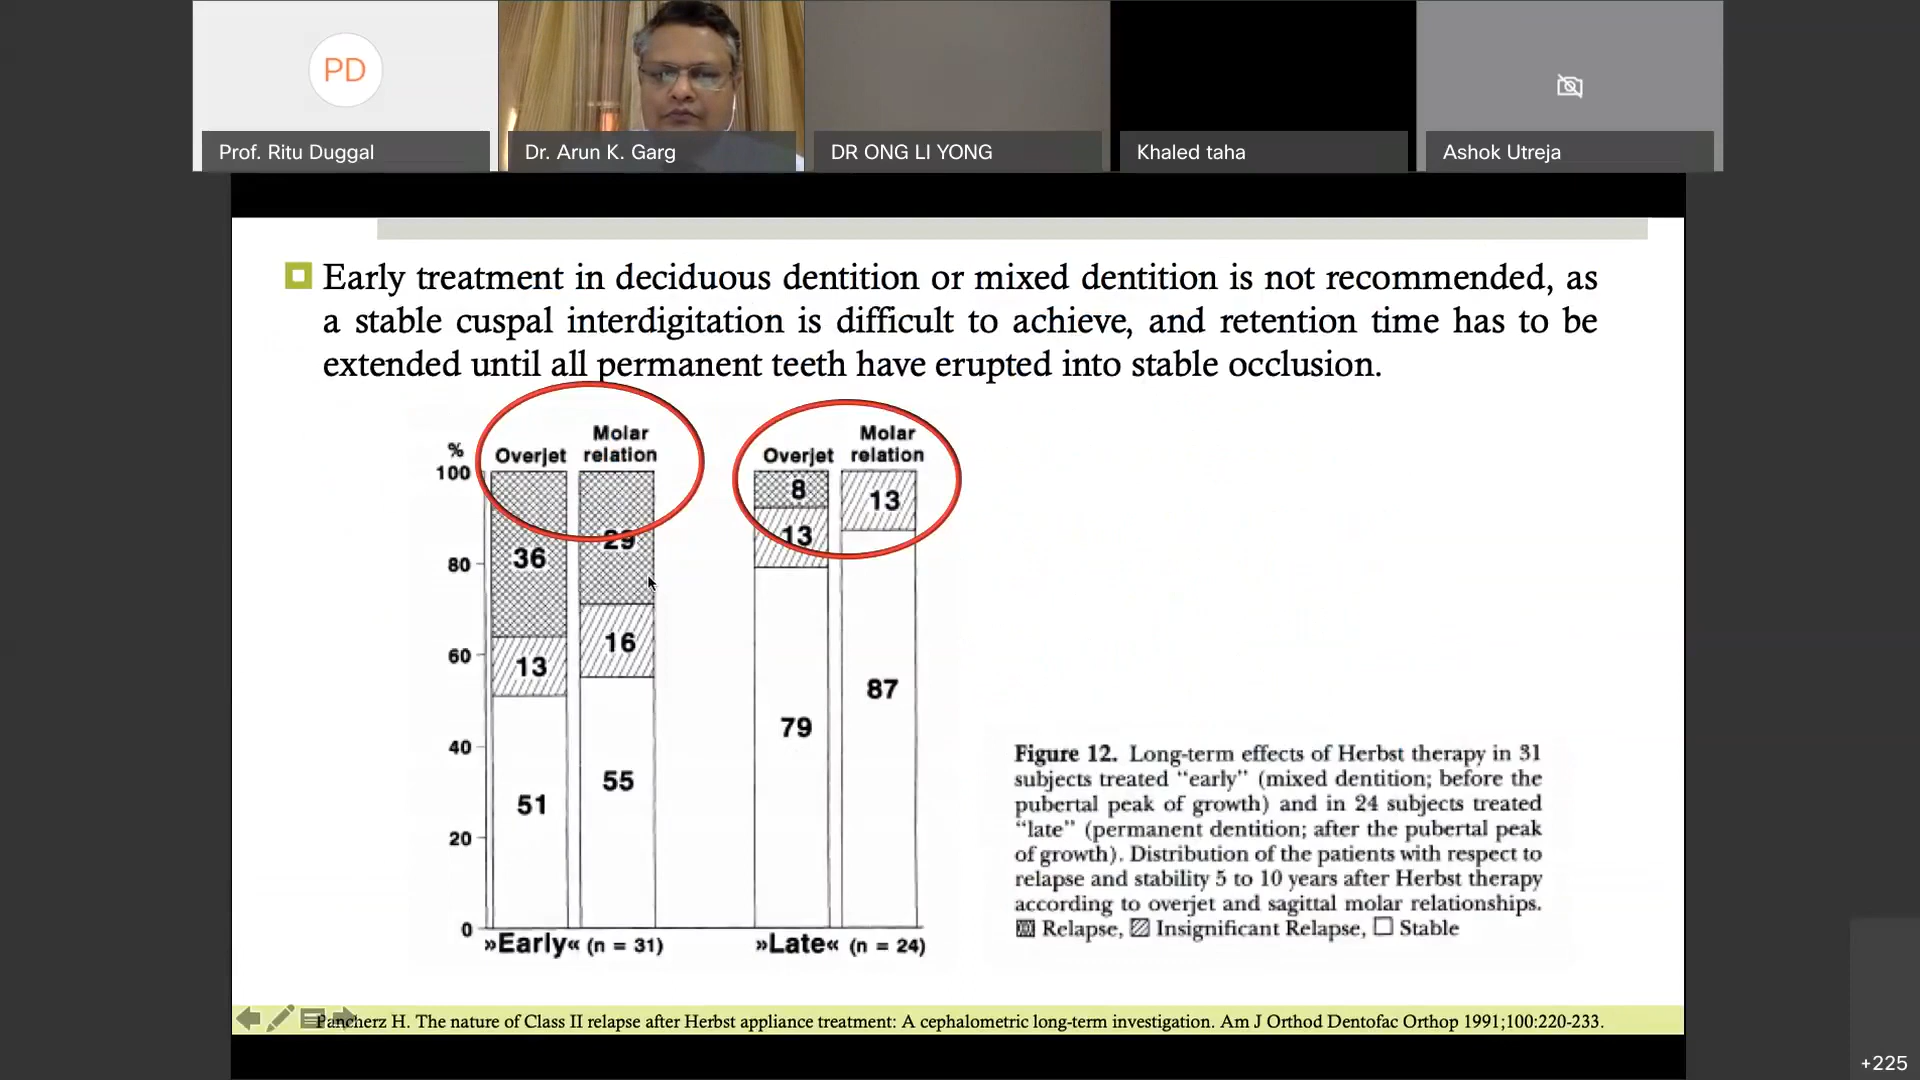 PD
Prof. Ritu Duggal
Dr. Arun K. Garg
DR ONG LI YONG
Khaled taha
Ashok Utreja
Early treatment in deciduous dentition or mixed dentition is not recommended, as
a stable cuspal interdigitation is difficult to achieve, and retention time has to be
extended until all permanent teeth have erupted into stable occlusion.
%
Overjet
Molar
relation
Overjet
Molar
relation
100
80
60
40
20
0
36
13
51
29
16
55
8
13
79
13
87
»Early« (n = 31)
»Late« (n = 24)
Figure 12. Long-term effects of Herbst therapy in 31
subjects treated “early” (mixed dentition; before the
pubertal peak of growth) and in 24 subjects treated
“late” (permanent dentition; after the pubertal peak
of growth). Distribution of the patients with respect to
relapse and stability 5 to 10 years after Herbst therapy
according to overjet and sagittal molar relationships.
Relapse, Insignificant Relapse, Stable
Pancherz H. The nature of Class II relapse after Herbst appliance treatment: A cephalometric long-term investigation. Am J Orthod Dentofac Orthop 1991;100:220-233.
+225